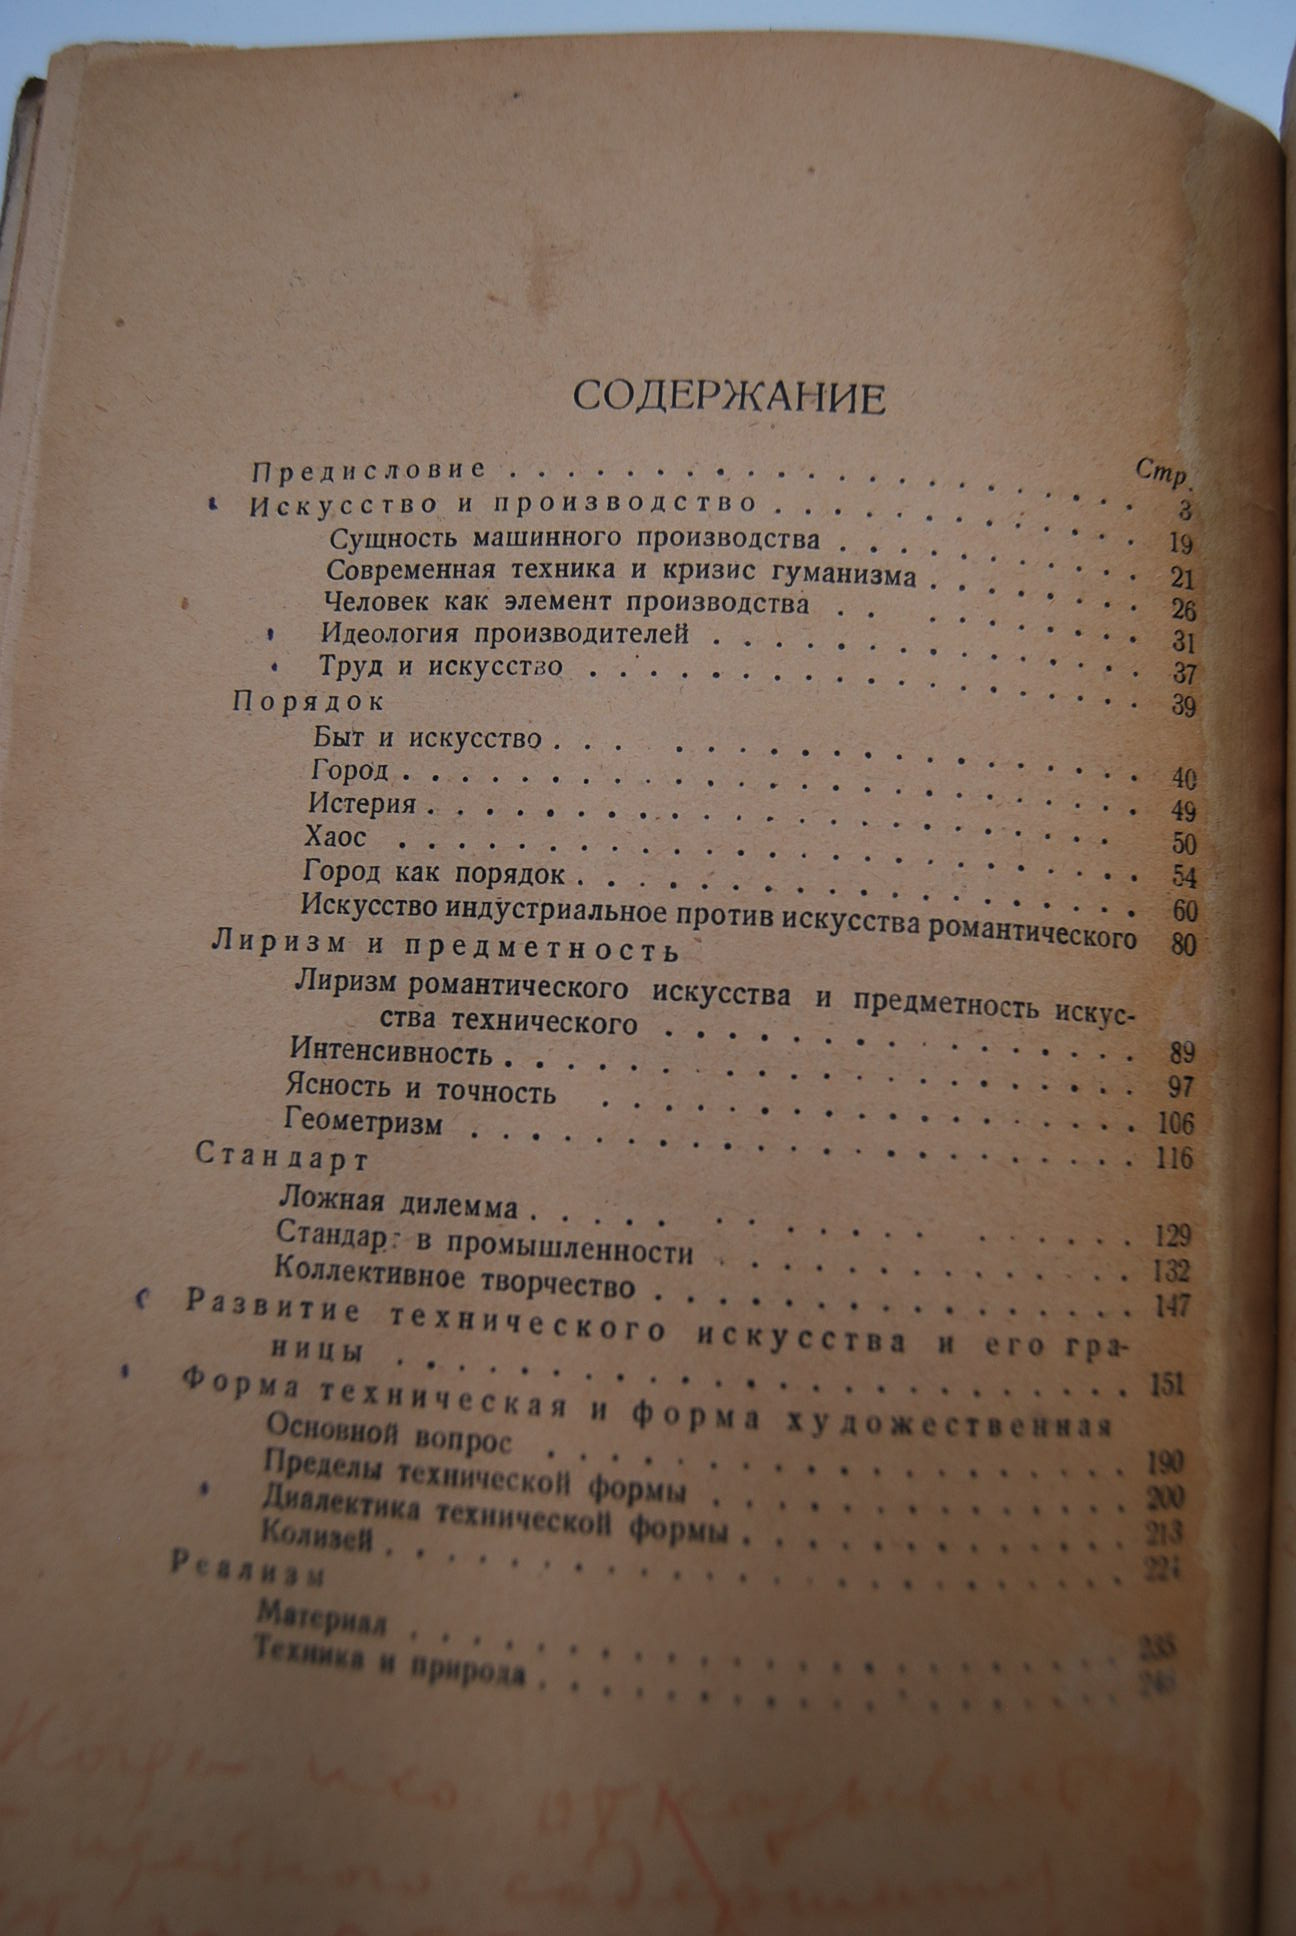 СОДЕРЖАНИЕ
Стр.
Предисловие . . . . . . . . . . . . . . . . . . . . 3
Искусство и производство . . . . . . . . . . . . 19
Сущность машинного производства . . . . . . . . . . 21
Современная техника и кризис гуманизма . . . . . . . 26
Человек как элемент производства . . . . . . . . . 31
Идеология производителей . . . . . . . . . . . . . . 37
Труд и искусство . . . . . . . . . . . . . . . . . . 39
Порядок
Быт и искусство . . . . . . . . . . . . . . . . . . 40
Город . . . . . . . . . . . . . . . . . . . . . . . 49
Истерия . . . . . . . . . . . . . . . . . . . . . . 50
Хаос . . . . . . . . . . . . . . . . . . . . . . . 54
Город как порядок . . . . . . . . . . . . . . . . . 60
Искусство индустриальное против искусства романтического 80
Лиризм и предметность
Лиризм романтического искусства и предметность искус-
ства технического . . . . . . . . . . . . . . . . 89
Интенсивность . . . . . . . . . . . . . . . . . . . 97
Ясность и точность . . . . . . . . . . . . . . . . 106
Геометризм . . . . . . . . . . . . . . . . . . . . 116
Стандарт
Ложная дилемма . . . . . . . . . . . . . . . . . . 129
Стандарт в промышленности . . . . . . . . . . . . . 132
Коллективное творчество . . . . . . . . . . . . . . 147
Развитие технического искусства и его гра-
ницы . . . . . . . . . . . . . . . . . . . . . . . 151
Форма техническая и форма художественная
Основной вопрос . . . . . . . . . . . . . . . . . . 190
Пределы технической формы . . . . . . . . . . . . . 200
Диалектика технической формы . . . . . . . . . . . 213
Колизей . . . . . . . . . . . . . . . . . . . . . . 224
Реализм
Материал . . . . . . . . . . . . . . . . . . . . . 235
Техника и природа . . . . . . . . . . . . . . . . .
Когда